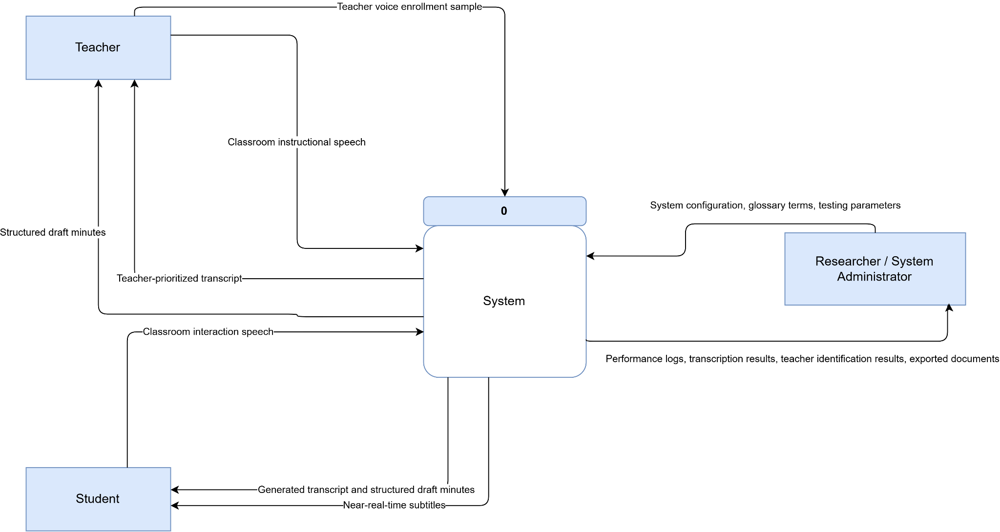 Teacher voice enrollment sample
Teacher
Classroom instructional speech
System configuration, glossary terms, testing parameters
0
Structured draft minutes
Researcher / System
Administrator
Teacher-prioritized transcript
System
Classroom interaction speech
Performance logs, transcription results, teacher identification results, exported documents
Generated transcript and structured draft minutes
Student
Near-real-time subtitles